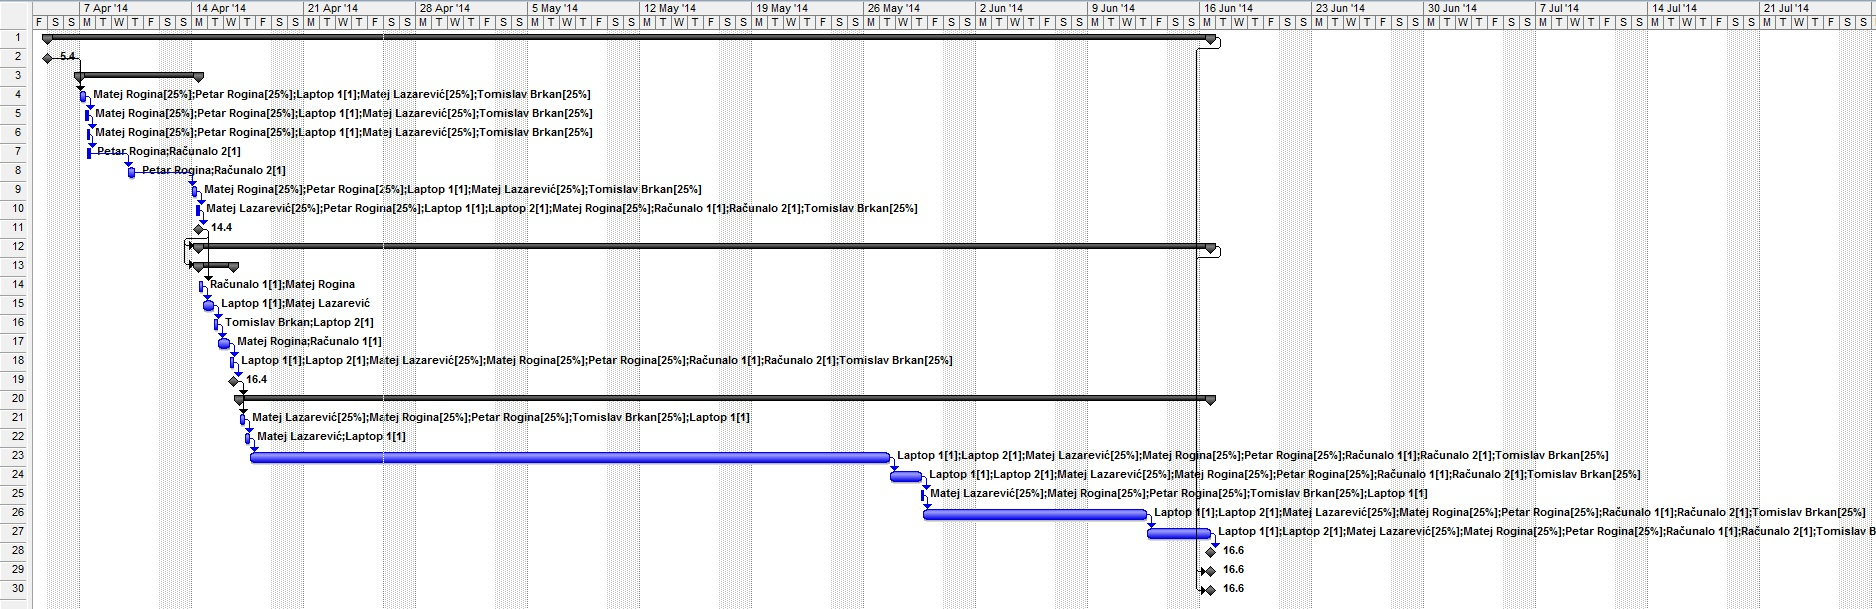 7 Apr '14 14 Apr '14 21 Apr '14 28 Apr '14 5 May '14 12 May '14 19 May '14 26 May '14 2 Jun '14 9 Jun '14 16 Jun '14 23 Jun '14 30 Jun '14 7 Jul '14 14 Jul '14 21 Jul '14
F S S M T W T F S S M T W T F S S M T W T F S S M T W T F S S M T W T F S S M T W T F S S M T W T F S S M T W T F S S M T W T F S S M T W T F S S M T W T F S S M T W T F S S M T W T F S S M T W T F S S M T W T F S S M T W T F S S
1
2 5.4
3
4 Matej Rogina[25%];Petar Rogina[25%];Laptop 1[1];Matej Lazarević[25%];Tomislav Brkan[25%]
5 Matej Rogina[25%];Petar Rogina[25%];Laptop 1[1];Matej Lazarević[25%];Tomislav Brkan[25%]
6 Matej Rogina[25%];Petar Rogina[25%];Laptop 1[1];Matej Lazarević[25%];Tomislav Brkan[25%]
7 Petar Rogina;Računalo 2[1]
8 Petar Rogina;Računalo 2[1]
9 Matej Rogina[25%];Petar Rogina[25%];Laptop 1[1];Matej Lazarević[25%];Tomislav Brkan[25%]
10 Matej Lazarević[25%];Petar Rogina[25%];Laptop 1[1];Laptop 2[1];Matej Rogina[25%];Računalo 1[1];Računalo 2[1];Tomislav Brkan[25%]
11 14.4
12
13
14 Računalo 1[1];Matej Rogina
15 Laptop 1[1];Matej Lazarević
16 Tomislav Brkan;Laptop 2[1]
17 Matej Rogina;Računalo 1[1]
18 Laptop 1[1];Laptop 2[1];Matej Lazarević[25%];Matej Rogina[25%];Petar Rogina[25%];Računalo 1[1];Računalo 2[1];Tomislav Brkan[25%]
19 16.4
20
21 Matej Lazarević[25%];Matej Rogina[25%];Petar Rogina[25%];Tomislav Brkan[25%];Laptop 1[1]
22 Matej Lazarević;Laptop 1[1]
23 Laptop 1[1];Laptop 2[1];Matej Lazarević[25%];Matej Rogina[25%];Petar Rogina[25%];Računalo 1[1];Računalo 2[1];Tomislav Brkan[25%]
24 Laptop 1[1];Laptop 2[1];Matej Lazarević[25%];Matej Rogina[25%];Petar Rogina[25%];Računalo 1[1];Računalo 2[1];Tomislav Brkan[25%]
25 Matej Lazarević[25%];Matej Rogina[25%];Petar Rogina[25%];Tomislav Brkan[25%];Laptop 1[1]
26 Laptop 1[1];Laptop 2[1];Matej Lazarević[25%];Matej Rogina[25%];Petar Rogina[25%];Računalo 1[1];Računalo 2[1];Tomislav Brkan[25%]
27 Laptop 1[1];Laptop 2[1];Matej Lazarević[25%];Matej Rogina[25%];Petar Rogina[25%];Računalo 1[1];Računalo 2[1];Tomislav B
28 16.6
29 16.6
30 16.6